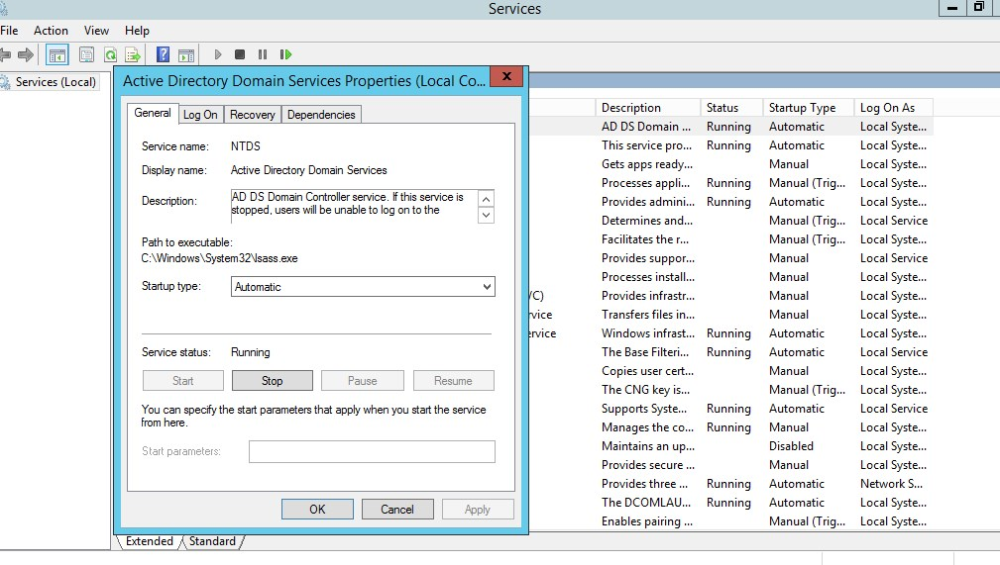 Services
File Action View Help
Services (Local)
Active Directory Domain Services Properties (Local Co...
General Log On Recovery Dependencies
Service name: NTDS
Display name: Active Directory Domain Services
Description: AD DS Domain Controller service. If this service is
stopped, users will be unable to log on to the
Path to executable:
C:\Windows\System32\lsass.exe
Startup type: Automatic
Service status: Running
Start Stop Pause Resume
You can specify the start parameters that apply when you start the service
from here.
Start parameters:
OK Cancel Apply
Description Status Startup Type Log On As
AD DS Domain ... Running Automatic Local Syste...
This service pro... Running Automatic Local Syste...
Gets apps ready... Manual Local Syste...
Processes appli... Running Manual (Trig... Local Syste...
Provides admini... Running Automatic Local Syste...
Determines and... Manual (Trig... Local Service
Facilitates the r... Manual (Trig... Local Syste...
Provides suppor... Manual Local Service
Processes install... Manual Local Syste...
/C) Provides infrastr... Manual Local Syste...
rvice Transfers files in... Manual Local Syste...
ervice Windows infrast... Running Automatic Local Syste...
The Base Filteri... Running Automatic Local Service
Copies user cert... Manual Local Syste...
The CNG key is... Manual (Trig... Local Syste...
Supports Syste... Running Automatic Local Service
Manages the co... Running Manual Local Syste...
Maintains an up... Disabled Local Syste...
Provides secure ... Manual Local Syste...
Provides three ... Running Automatic Network S...
The DCOMLAU... Running Automatic Local Syste...
Enables pairing ... Manual (Trig... Local Syste...
Extended Standard